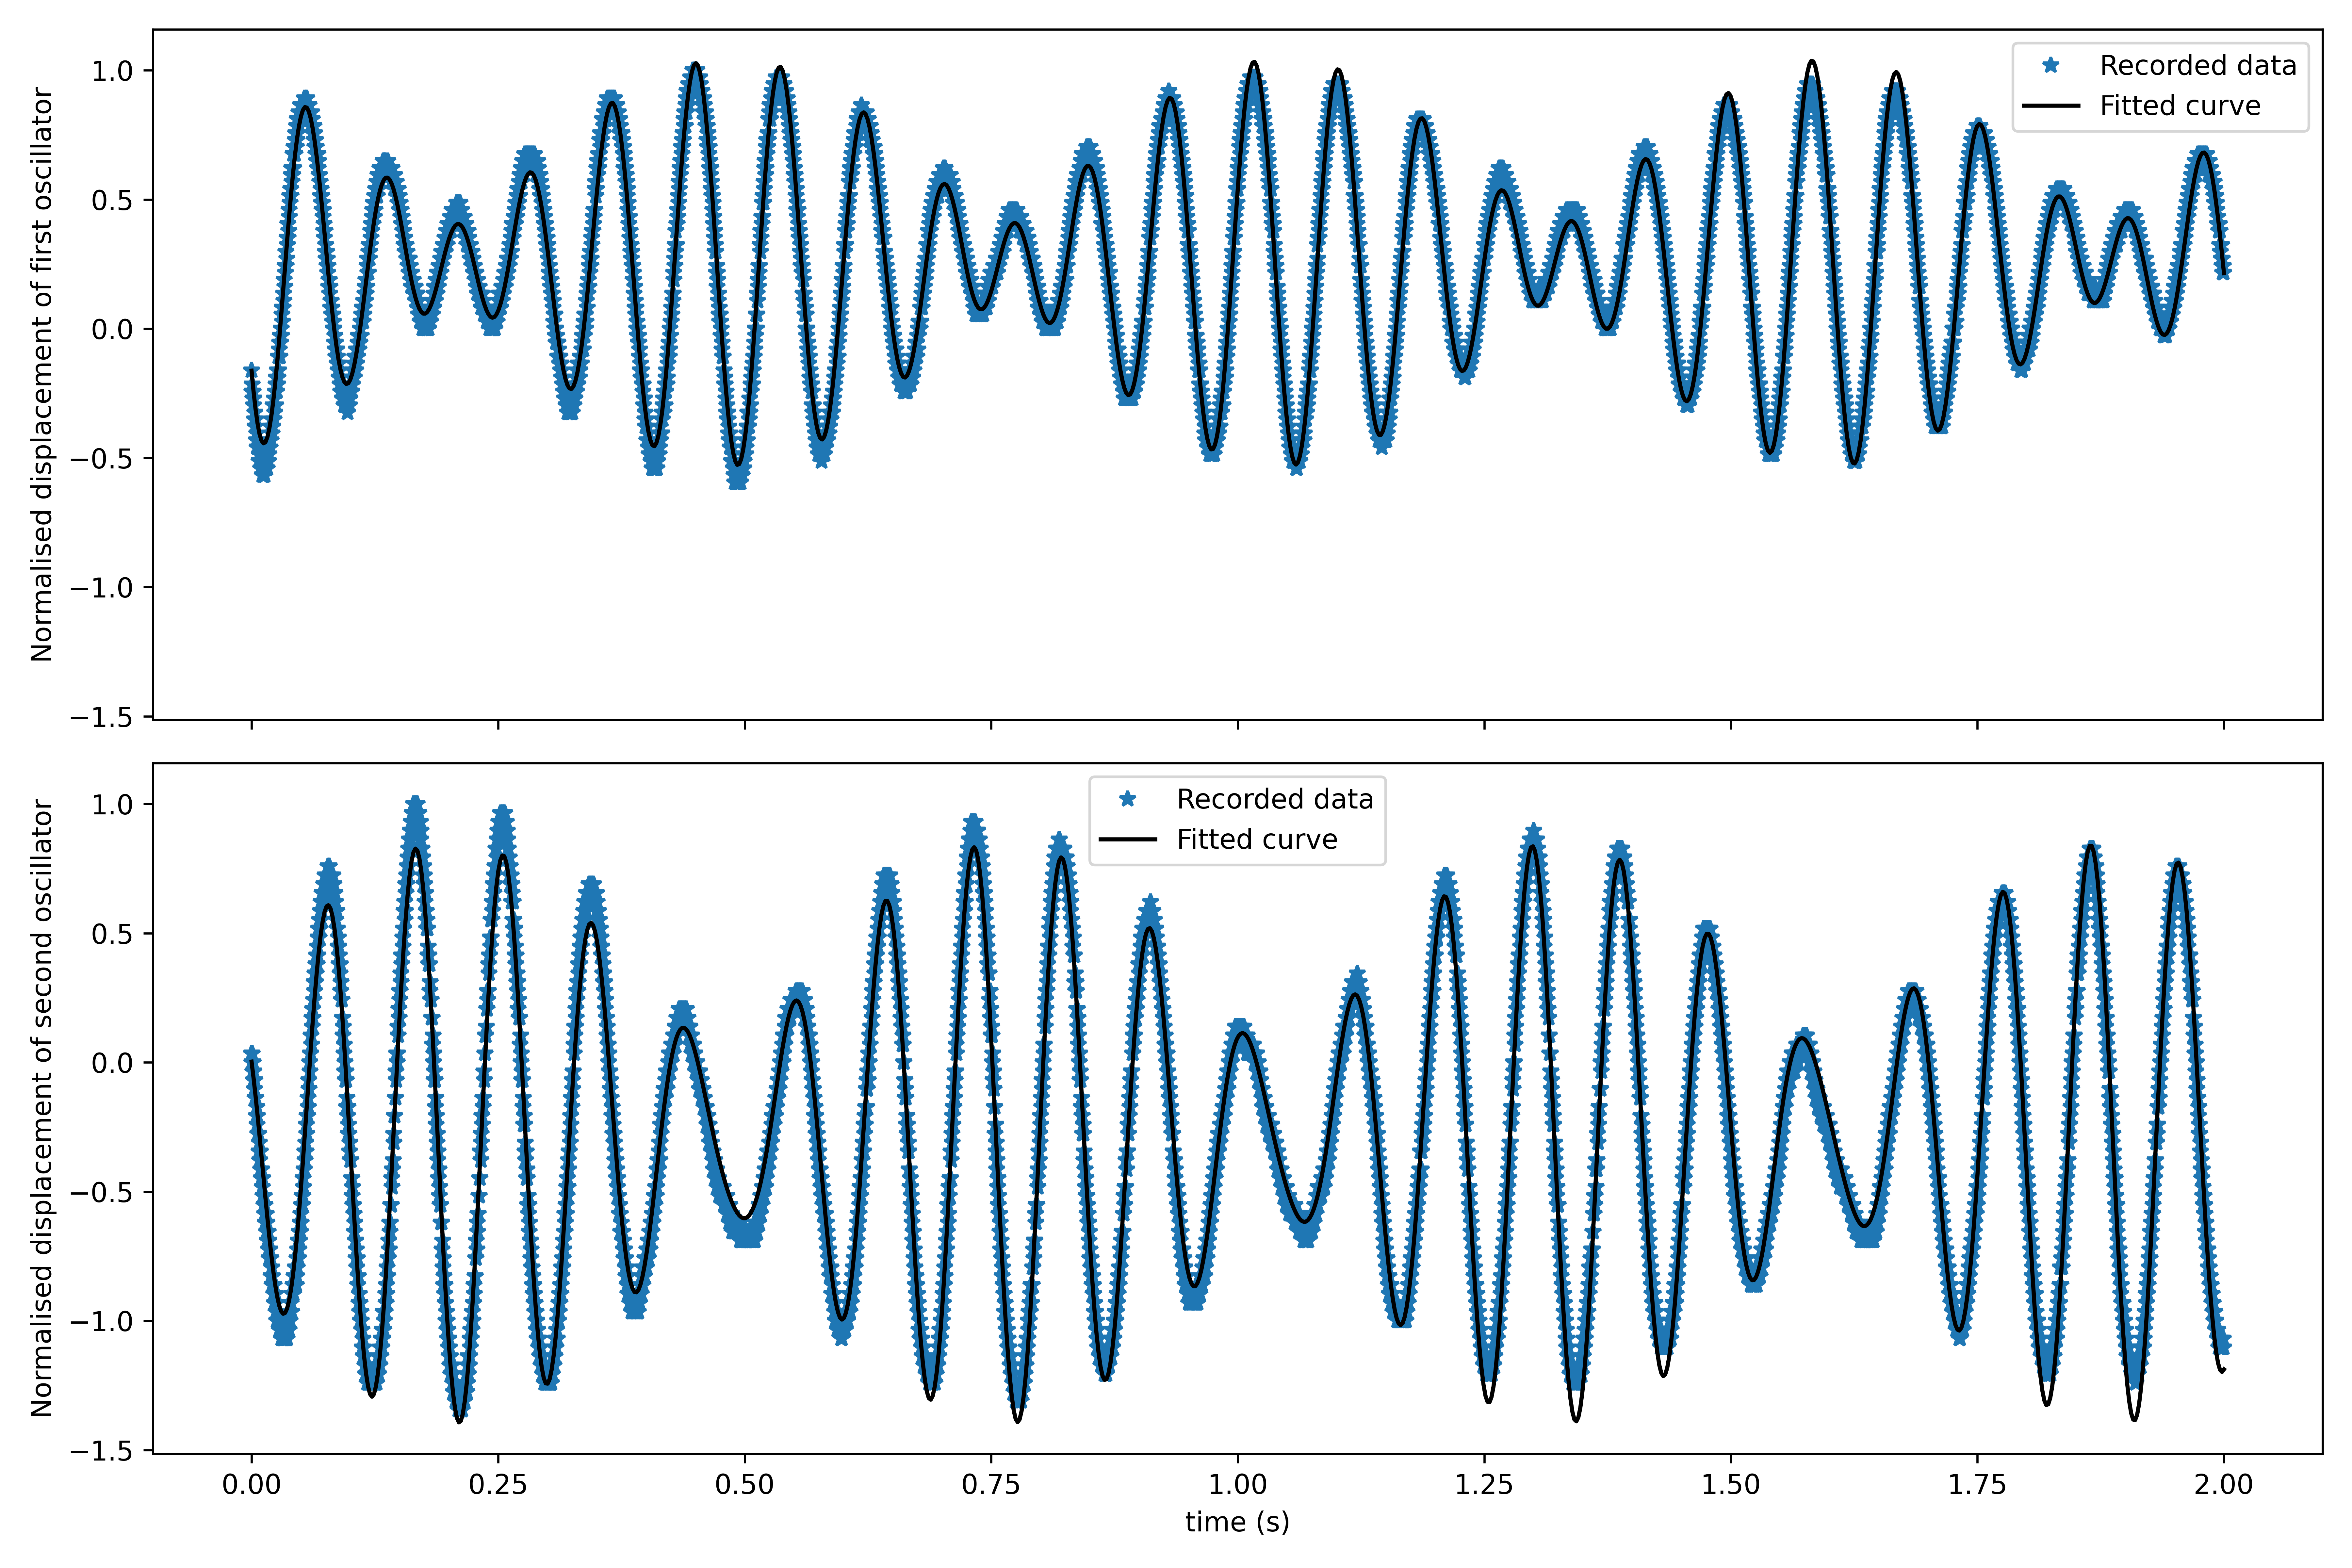 Normalised displacement of first oscillator
1.0
0.5
0.0
−0.5
−1.0
−1.5
Recorded data
Fitted curve
Normalised displacement of second oscillator
1.0
0.5
0.0
−0.5
−1.0
−1.5
Recorded data
Fitted curve
0.00 0.25 0.50 0.75 1.00 1.25 1.50 1.75 2.00
time (s)